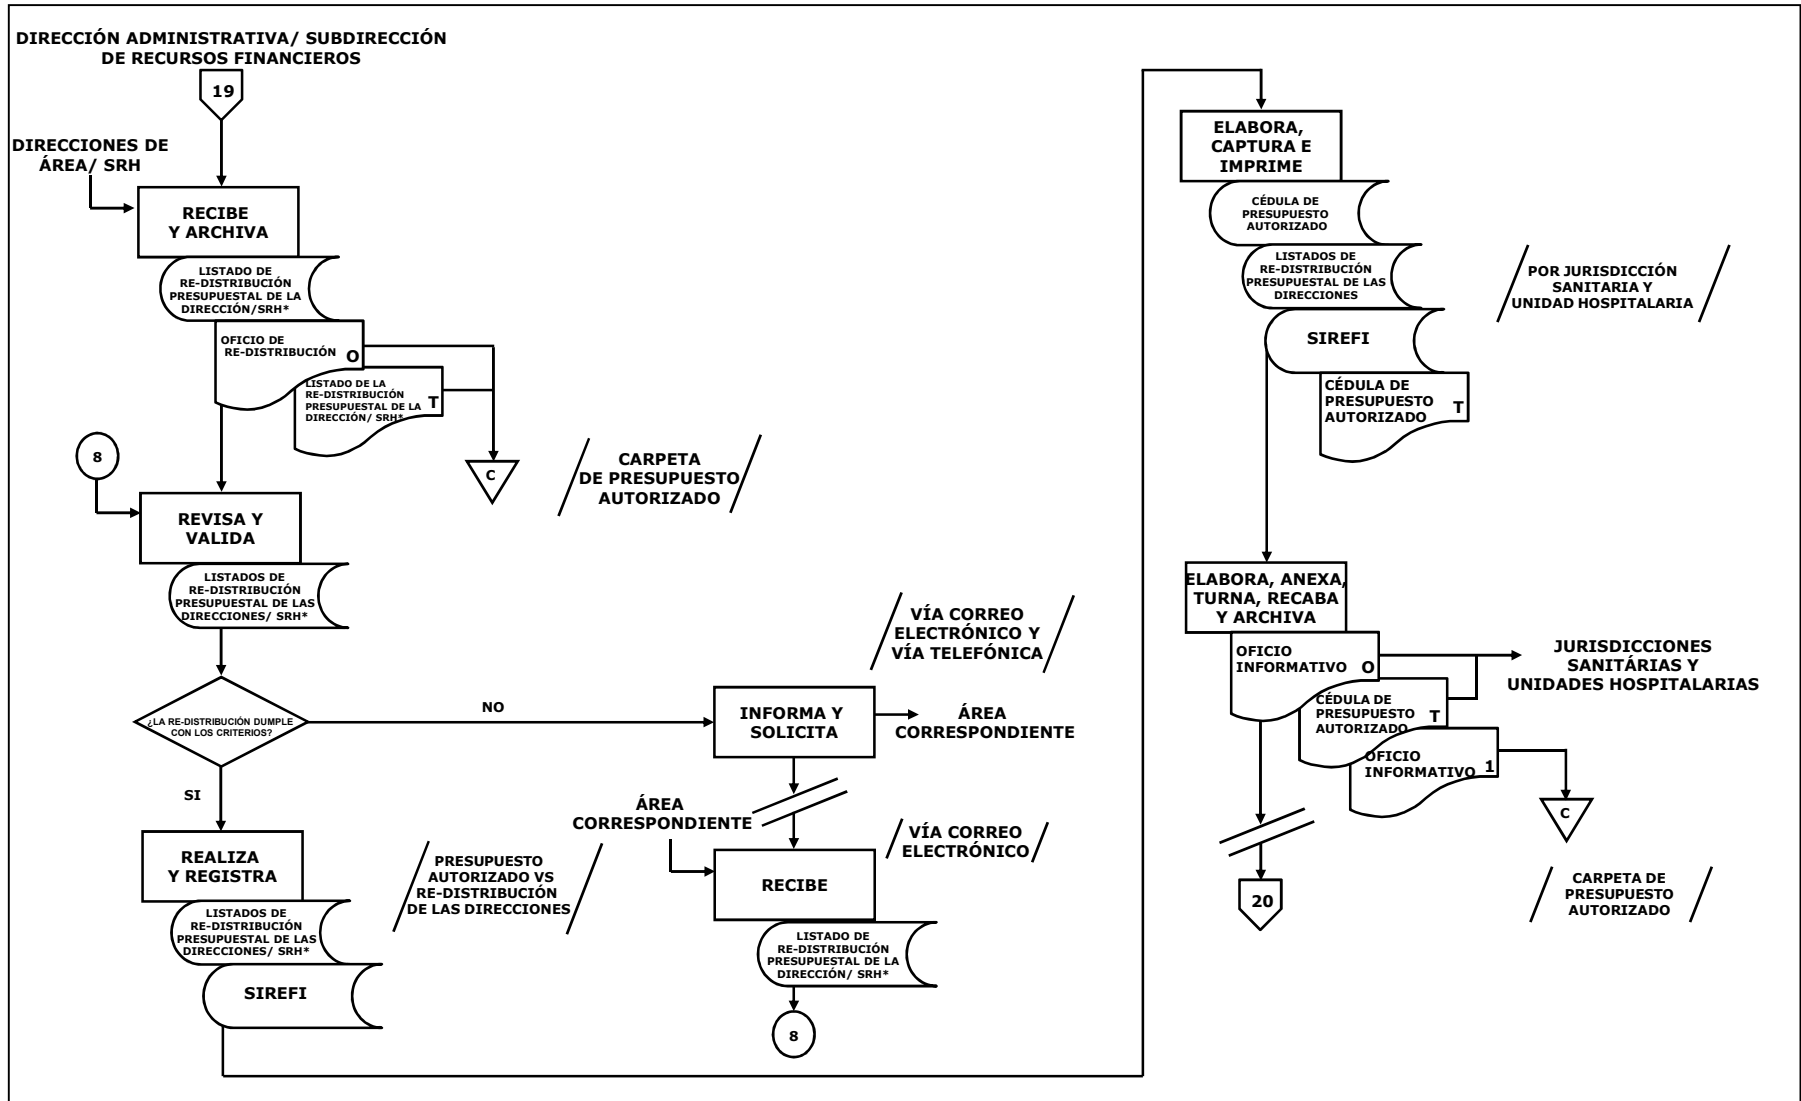 DIRECCIÓN ADMINISTRATIVA/ SUBDIRECCIÓN
DE RECURSOS FINANCIEROS
19
DIRECCIONES DE
ÁREA/ SRH
RECIBE
Y ARCHIVA
LISTADO DE
RE-DISTRIBUCIÓN
PRESUPUESTAL DE LA
DIRECCIÓN/SRH*
OFICIO DE
RE-DISTRIBUCIÓN O
LISTADO DE LA
RE-DISTRIBUCIÓN
PRESUPUESTAL DE LA T
DIRECCIÓN/ SRH*
C
CARPETA
DE PRESUPUESTO
AUTORIZADO
8
REVISA Y
VALIDA
LISTADOS DE
RE-DISTRIBUCIÓN
PRESUPUESTAL DE LAS
DIRECCIONES/ SRH*
¿LA RE-DISTRIBUCIÓN DUMPLE
CON LOS CRITERIOS?
NO
SI
VÍA CORREO
ELECTRÓNICO Y
VÍA TELEFÓNICA
INFORMA Y
SOLICITA
ÁREA
CORRESPONDIENTE
ÁREA
CORRESPONDIENTE
VÍA CORREO
ELECTRÓNICO
RECIBE
LISTADO DE
RE-DISTRIBUCIÓN
PRESUPUESTAL DE LA
DIRECCIÓN/ SRH*
8
REALIZA
Y REGISTRA
PRESUPUESTO
AUTORIZADO VS
RE-DISTRIBUCIÓN
DE LAS DIRECCIONES
LISTADOS DE
RE-DISTRIBUCIÓN
PRESUPUESTAL DE LAS
DIRECCIONES/ SRH*
SIREFI
ELABORA,
CAPTURA E
IMPRIME
CÉDULA DE
PRESUPUESTO
AUTORIZADO
LISTADOS DE
RE-DISTRIBUCIÓN
PRESUPUESTAL DE LAS
DIRECCIONES
POR JURISDICCIÓN
SANITARIA Y
UNIDAD HOSPITALARIA
SIREFI
CÉDULA DE
PRESUPUESTO
AUTORIZADO T
ELABORA, ANEXA,
TURNA, RECABA
Y ARCHIVA
OFICIO
INFORMATIVO O
JURISDICCIONES
SANITÁRIAS Y
UNIDADES HOSPITALARIAS
CÉDULA DE
PRESUPUESTO T
AUTORIZADO
OFICIO
INFORMATIVO 1
C
CARPETA DE
PRESUPUESTO
AUTORIZADO
20